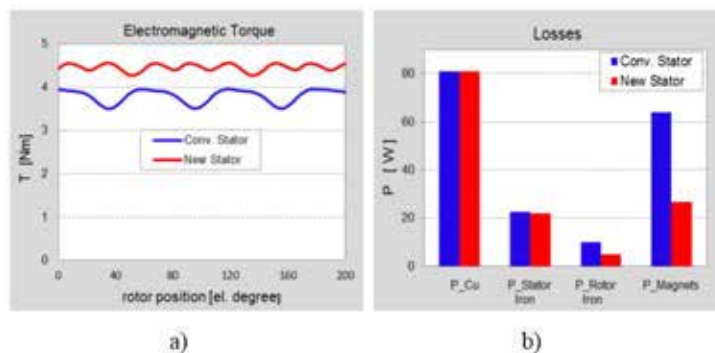 Electromagnetic Torque
5
4
3
2
1
0
T [Nm]
Conv. Stator
New Stator
0 40 80 120 160 200
rotor position [el. degree]
a)
Losses
Conv. Stator
New Stator
80
60
40
20
0
P [W]
P_Cu P_Stator Iron P_Rotor Iron P_Magnets
b)